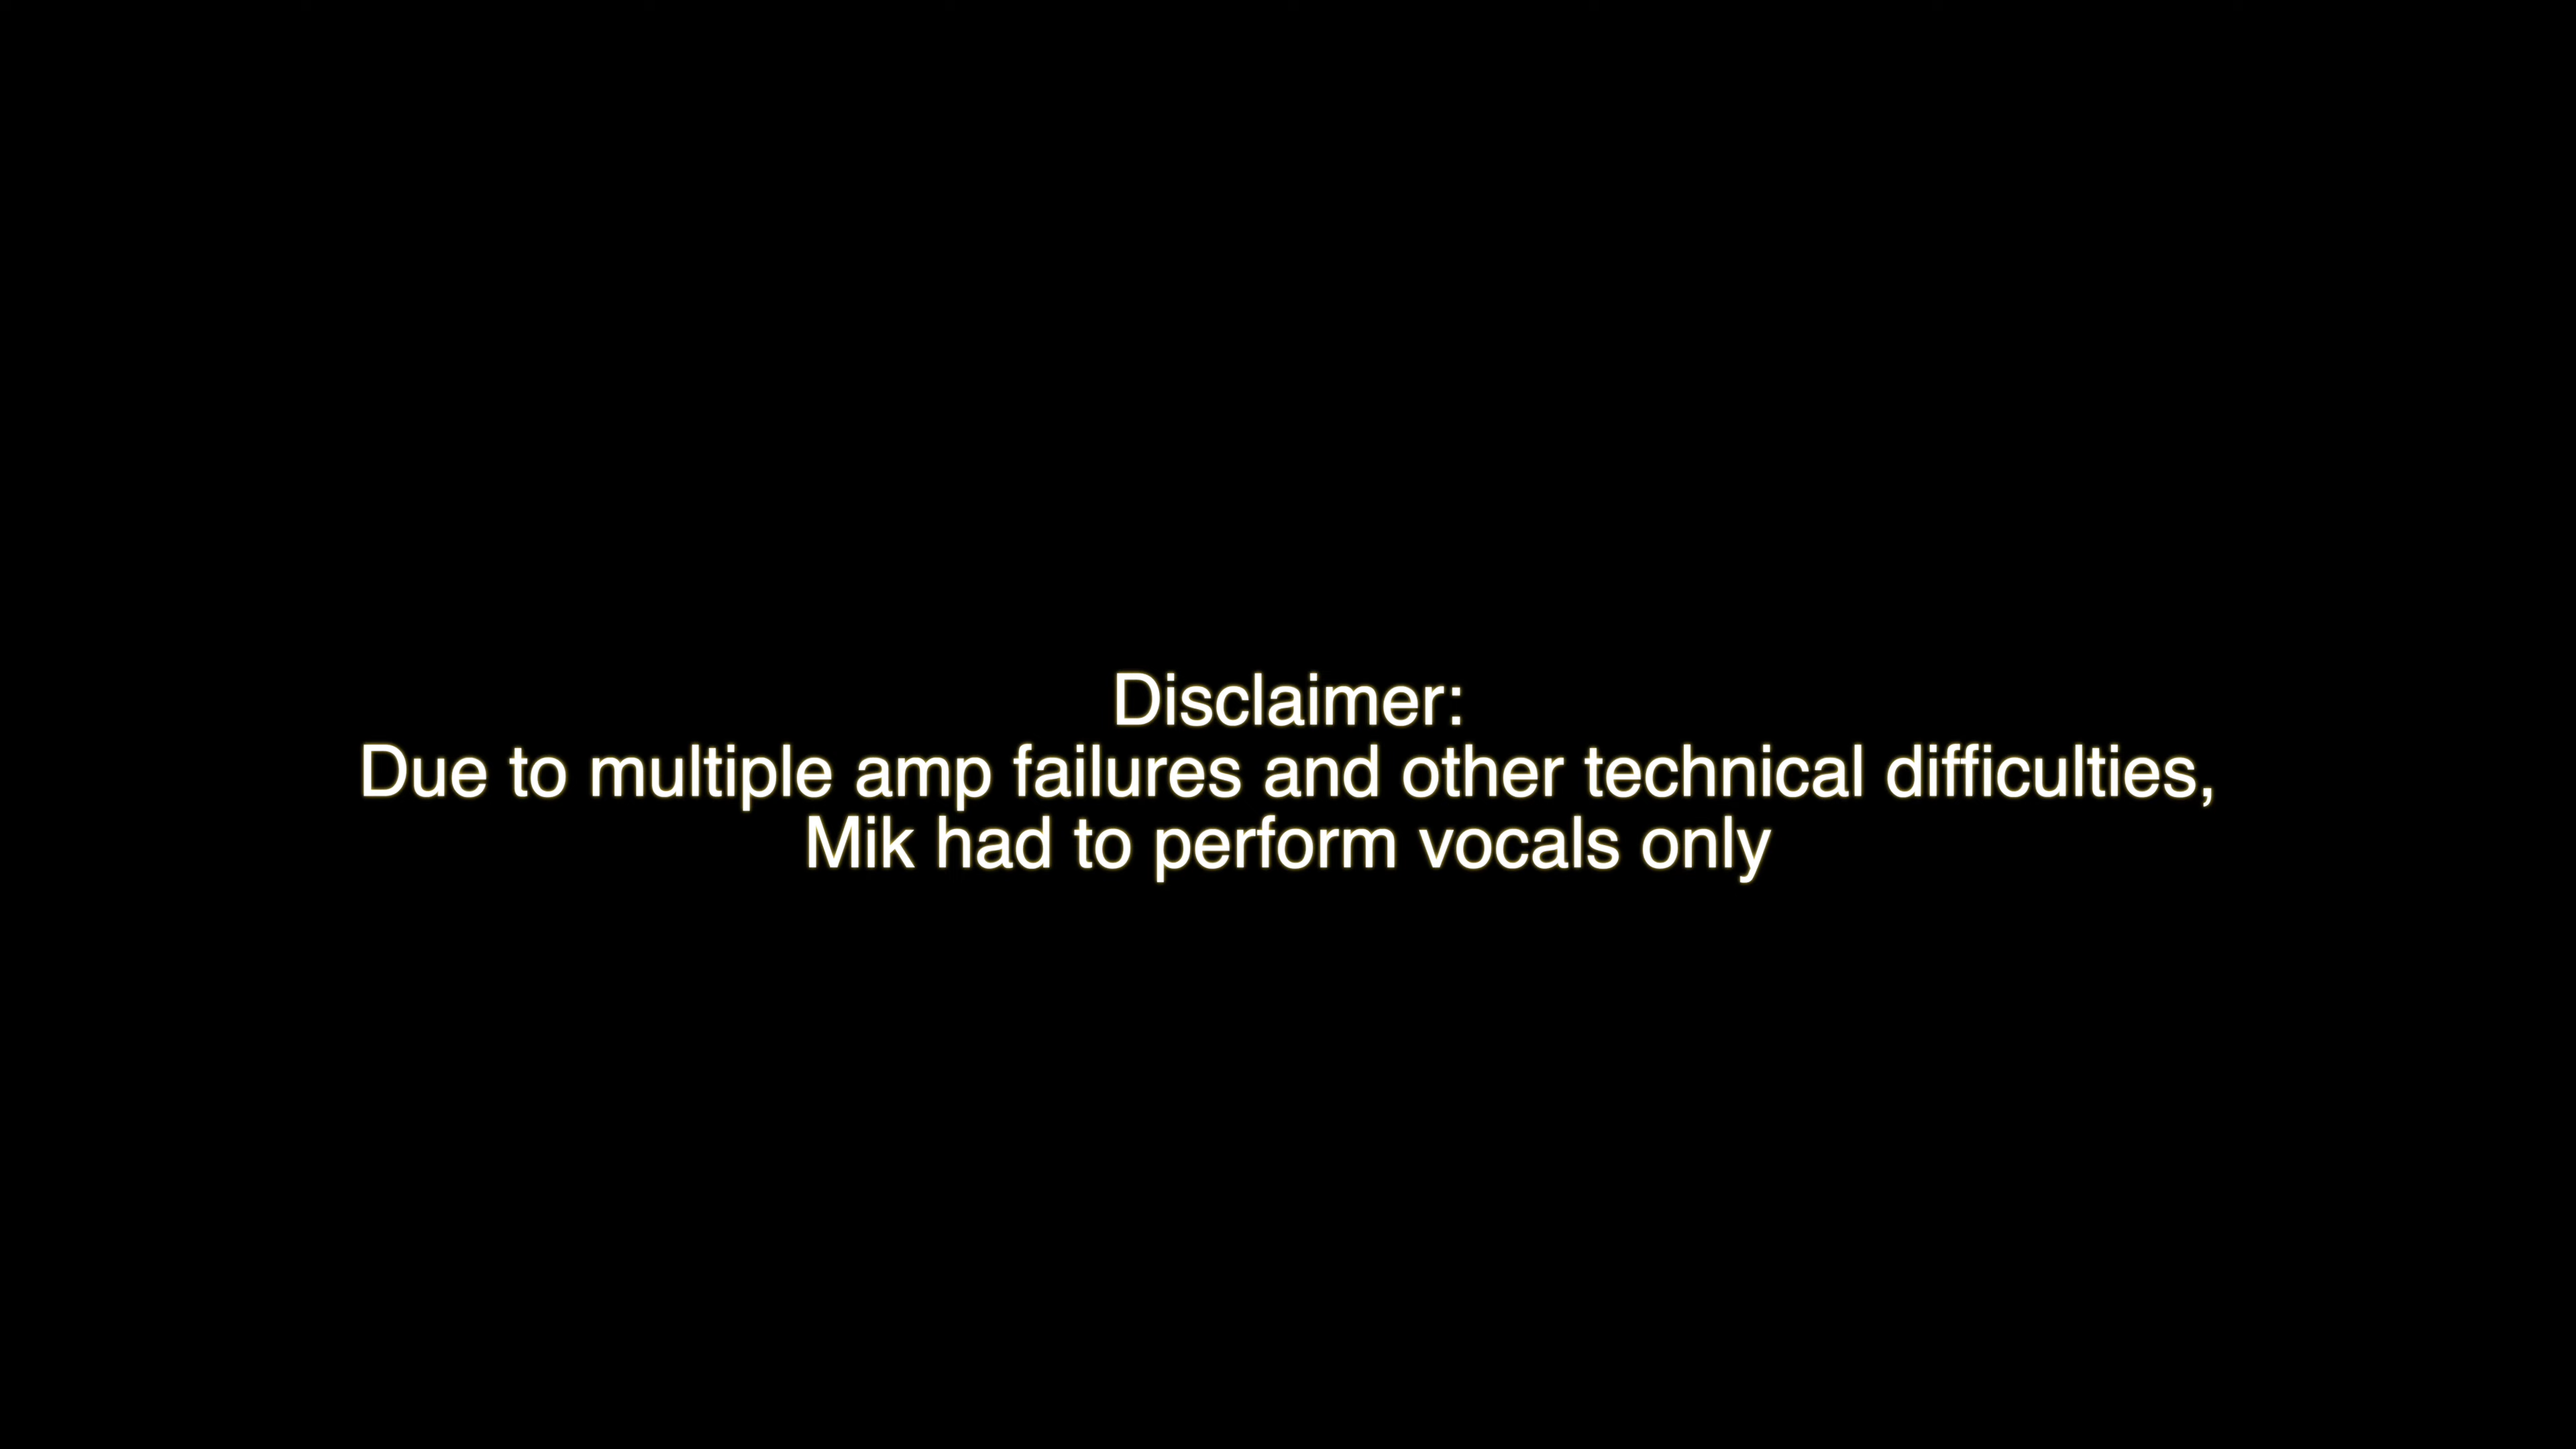 Disclaimer:
Due to multiple amp failures and other technical difficulties,
Mik had to perform vocals only